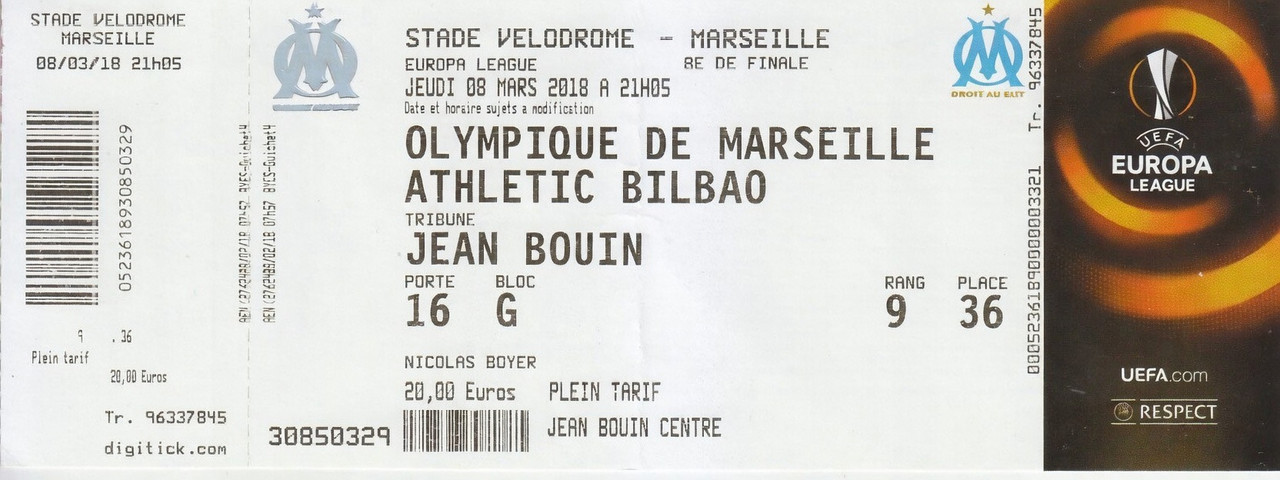 STADE VELODROME
MARSEILLE
08/03/18 21h05
052361893085­0329
9 . 36
Plein tarif
20,00 Euros
Tr. 96337845
digitick.com
30850329
STADE VELODROME - MARSEILLE
EUROPA LEAGUE 8E DE FINALE
JEUDI 08 MARS 2018 A 21H05
Date et horaire sujets a modification
OLYMPIQUE DE MARSEILLE
ATHLETIC BILBAO
TRIBUNE
JEAN BOUIN
PORTE BLOC RANG PLACE
16 G 9 36
NICOLAS BOYER
20,00 Euros PLEIN TARIF
JEAN BOUIN CENTRE
DROIT AU BUT
Tr. 96337845
UEFA
EUROPA
LEAGUE
UEFA.com
RESPECT